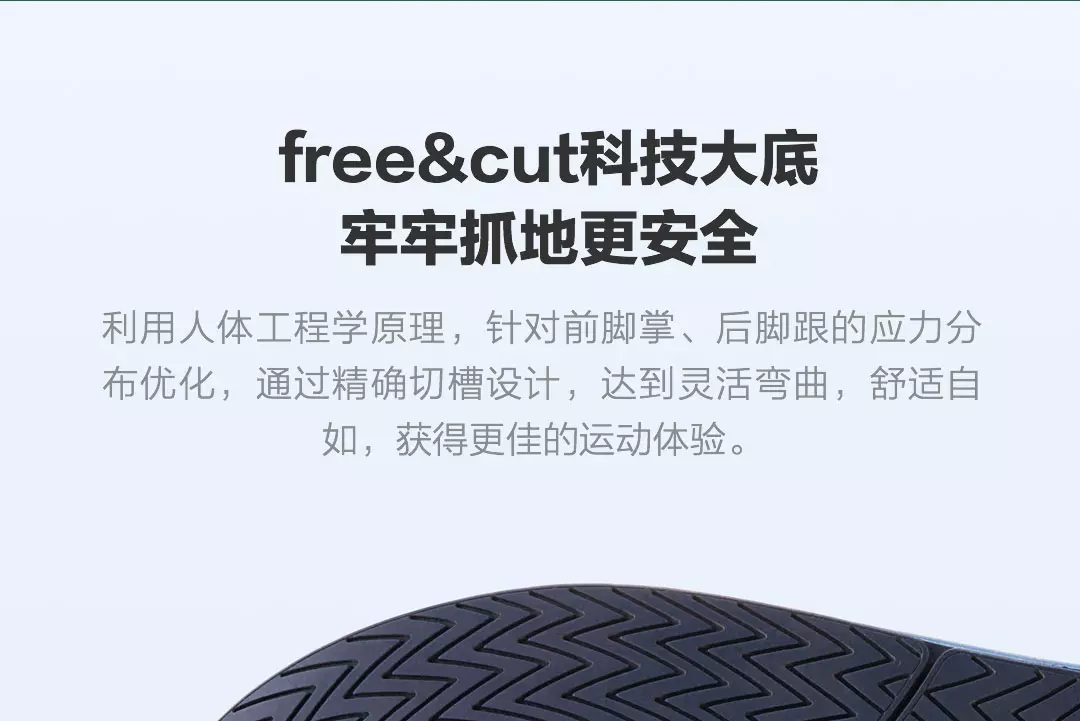 free&cut科技大底
牢牢抓地更安全
利用人体工程学原理，针对前脚掌、后脚跟的应力分
布优化，通过精确切槽设计，达到灵活弯曲，舒适自
如，获得更佳的运动体验。